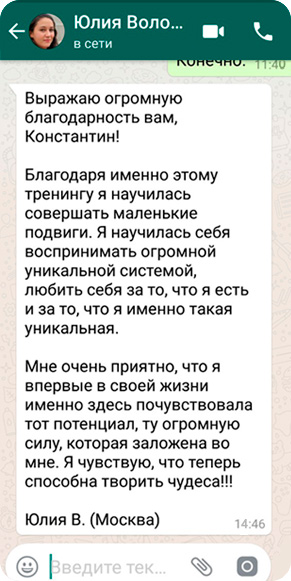 Юлия Воло...
в сети
Конечно. 11:40
Выражаю огромную
благодарность вам,
Константин!
Благодаря именно этому
тренингу я научилась
совершать маленькие
подвиги. Я научилась себя
воспринимать огромной
уникальной системой,
любить себя за то, что я есть
и за то, что я именно такая
уникальная.
Мне очень приятно, что я
впервые в своей жизни
именно здесь почувствовала
тот потенциал, ту огромную
силу, которая заложена во
мне. Я чувствую, что теперь
способна творить чудеса!!!
Юлия В. (Москва) 14:46
Введите тек...